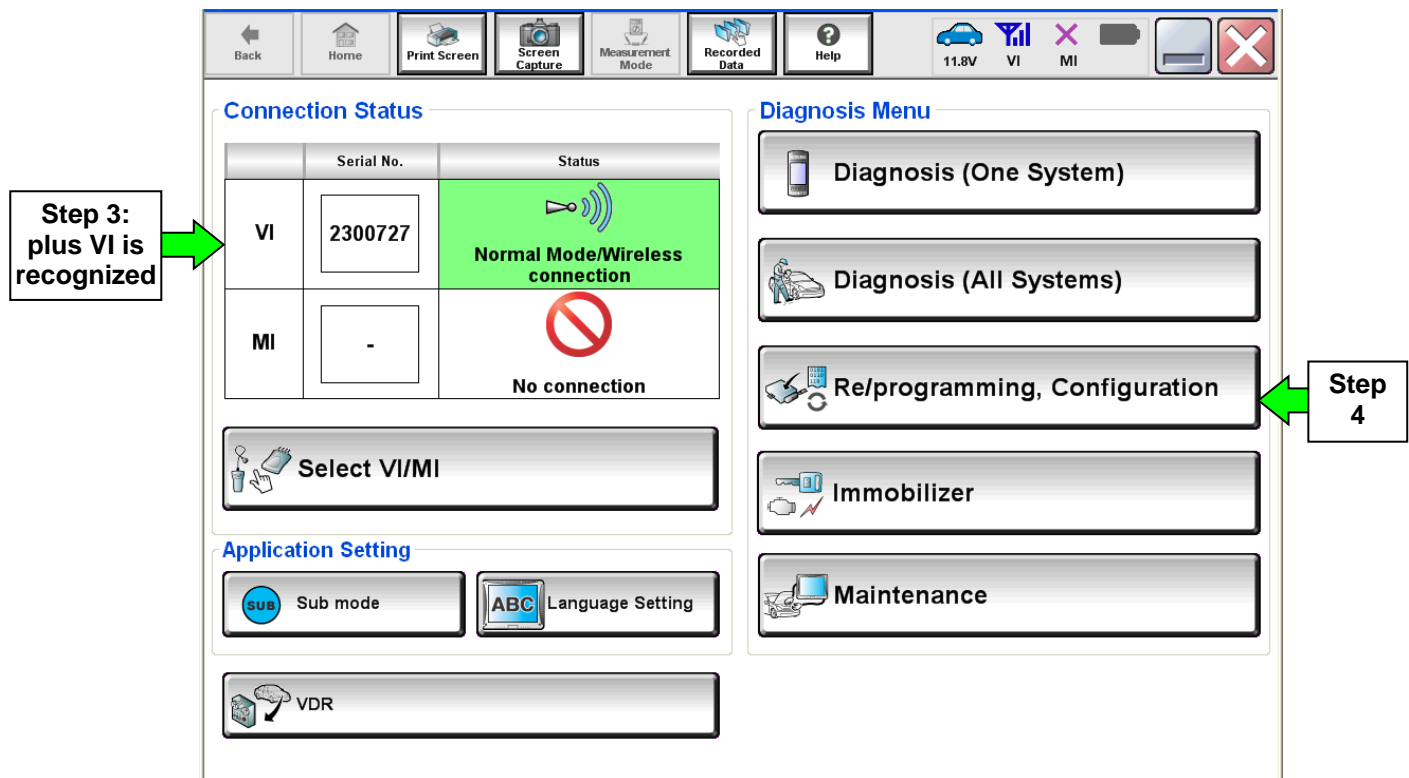 Back
Home
Print Screen
Screen
Capture
Measurement
Mode
Recorded
Data
Help
11.8V
VI
MI
Connection Status
Serial No.
Status
VI
2300727
Normal Mode/Wireless
connection
MI
-
No connection
Select VI/MI
Application Setting
SUB
Sub mode
ABC
Language Setting
VDR
Diagnosis Menu
Diagnosis (One System)
Diagnosis (All Systems)
Re/programming, Configuration
Immobilizer
Maintenance
Step 3:
plus VI is
recognized
Step
4